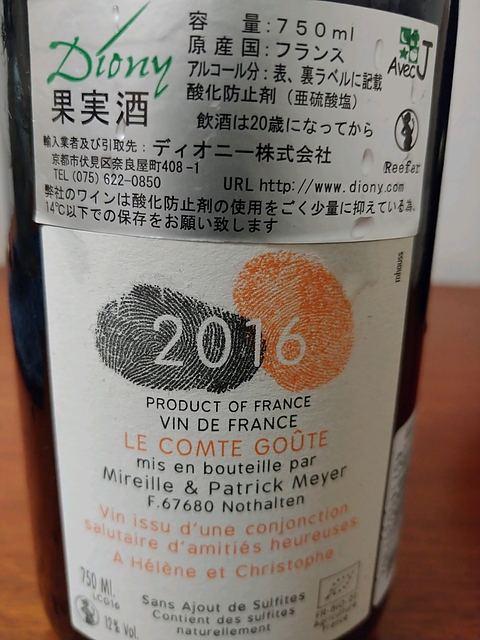 Diony
果実酒
容 量:750ml
原産国:フランス
アルコール分:表、裏ラベルに記載
酸化防止剤(亜硫酸塩)
飲酒は20歳になってから
Avec J
Reefer
輸入業者及び引取先:ディオニー株式会社
京都市伏見区奈良屋町408-1
TEL (075) 622-0850 URL http://www.diony.com
弊社のワインは酸化防止剤の使用をごく少量に抑えている為、
14℃以下での保存をお願い致します
2016
PRODUCT OF FRANCE
VIN DE FRANCE
LE COMTE GOÛTE
mis en bouteille par
Mireille & Patrick Meyer
F.67680 Nothalten
Vin issu d'une conjonction
salutaire d'amitiés heureuses.
A Hélène et Christophe
750 Ml.
LCG16
12% Vol.
Sans Ajout de Sulfites
Contient des sulfites
naturellement
FR-BIO-01
Agriculture
France